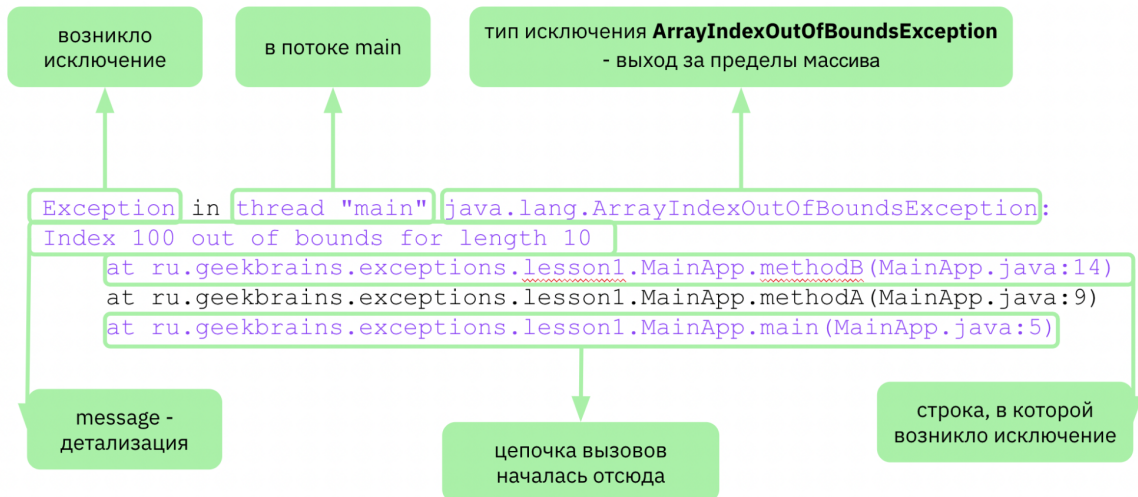 возникло
исключение
в потоке main
тип исключения ArrayIndexOutOfBoundsException
- выход за пределы массива
Exception in thread "main" java.lang.ArrayIndexOutOfBoundsException:
Index 100 out of bounds for length 10
at ru.geekbrains.exceptions.lesson1.MainApp.methodB(MainApp.java:14)
at ru.geekbrains.exceptions.lesson1.MainApp.methodA(MainApp.java:9)
at ru.geekbrains.exceptions.lesson1.MainApp.main(MainApp.java:5)
message -
детализация
цепочка вызовов
началась отсюда
строка, в которой
возникло исключение